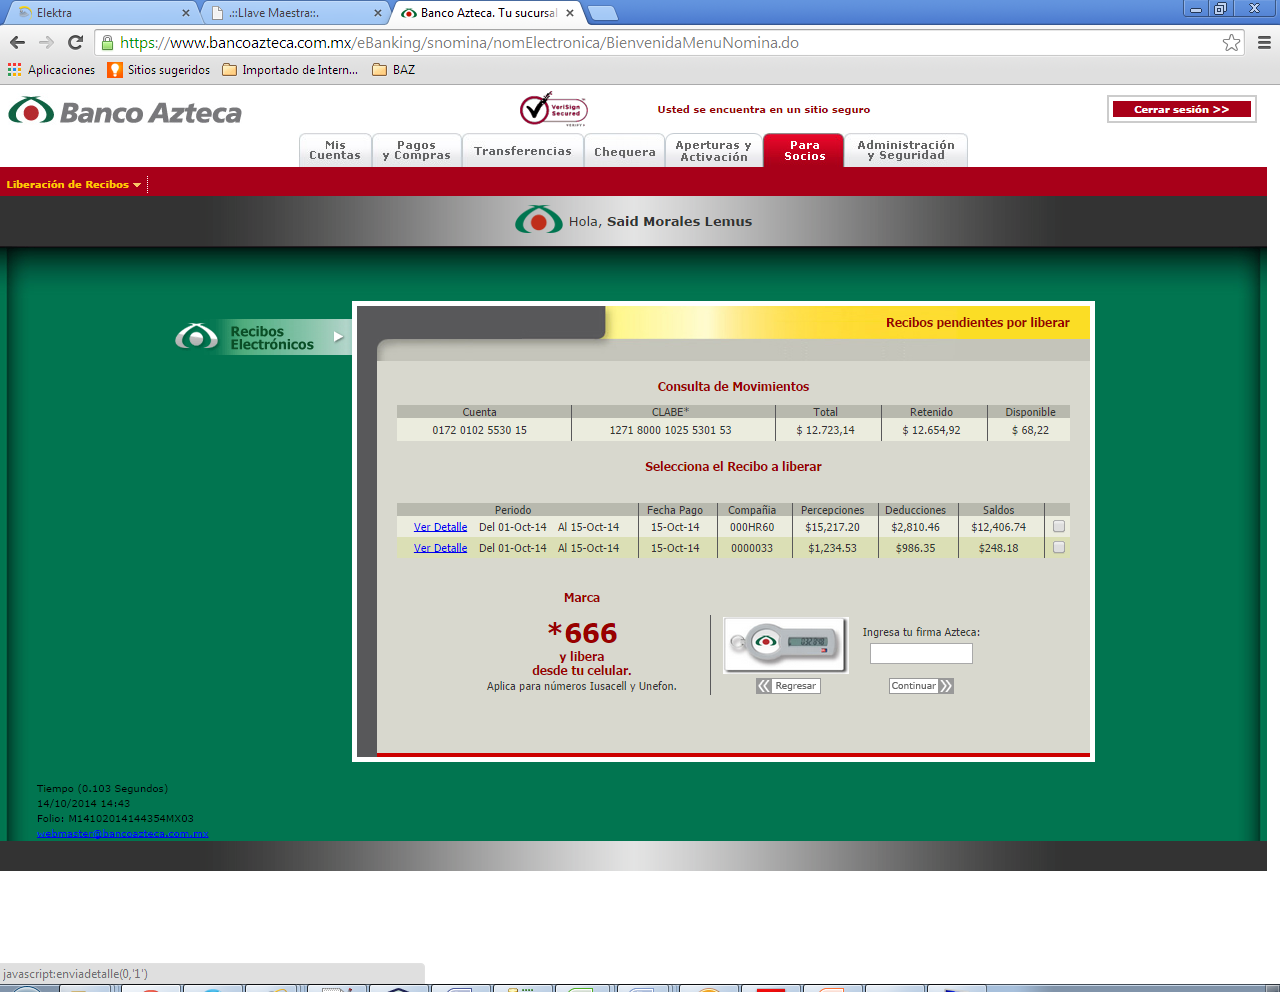 Elektra
.::Llave Maestra::.
Banco Azteca. Tu sucursal
https://www.bancoazteca.com.mx/eBanking/snomina/nomElectronica/BienvenidaMenuNomina.do
Aplicaciones Sitios sugeridos Importado de Intern... BAZ
Banco Azteca
VeriSign
Secured
VERIFY
Usted se encuentra en un sitio seguro
Cerrar sesión >>
Mis
Cuentas
Pagos
y Compras
Transferencias
Chequera
Aperturas y
Activación
Para
Socios
Administración
y Seguridad
Liberación de Recibos
Hola, Said Morales Lemus
Recibos
Electrónicos
Recibos pendientes por liberar
Consulta de Movimientos
Cuenta CLABE* Total Retenido Disponible
0172 0102 5530 15 1271 8000 1025 5301 53 $ 12.723,14 $ 12.654,92 $ 68,22
Selecciona el Recibo a liberar
Periodo Fecha Pago Compañia Percepciones Deducciones Saldos
Ver Detalle Del 01-Oct-14 Al 15-Oct-14 15-Oct-14 000HR60 $15,217.20 $2,810.46 $12,406.74
Ver Detalle Del 01-Oct-14 Al 15-Oct-14 15-Oct-14 0000033 $1,234.53 $986.35 $248.18
Marca
*666
y libera
desde tu celular.
Aplica para números Iusacell y Unefon.
Ingresa tu firma Azteca:
Regresar
Continuar
Tiempo (0.103 Segundos)
14/10/2014 14:43
Folio: M14102014144354MX03
webmaster@bancoazteca.com.mx
javascript:enviadetalle(0,'1')